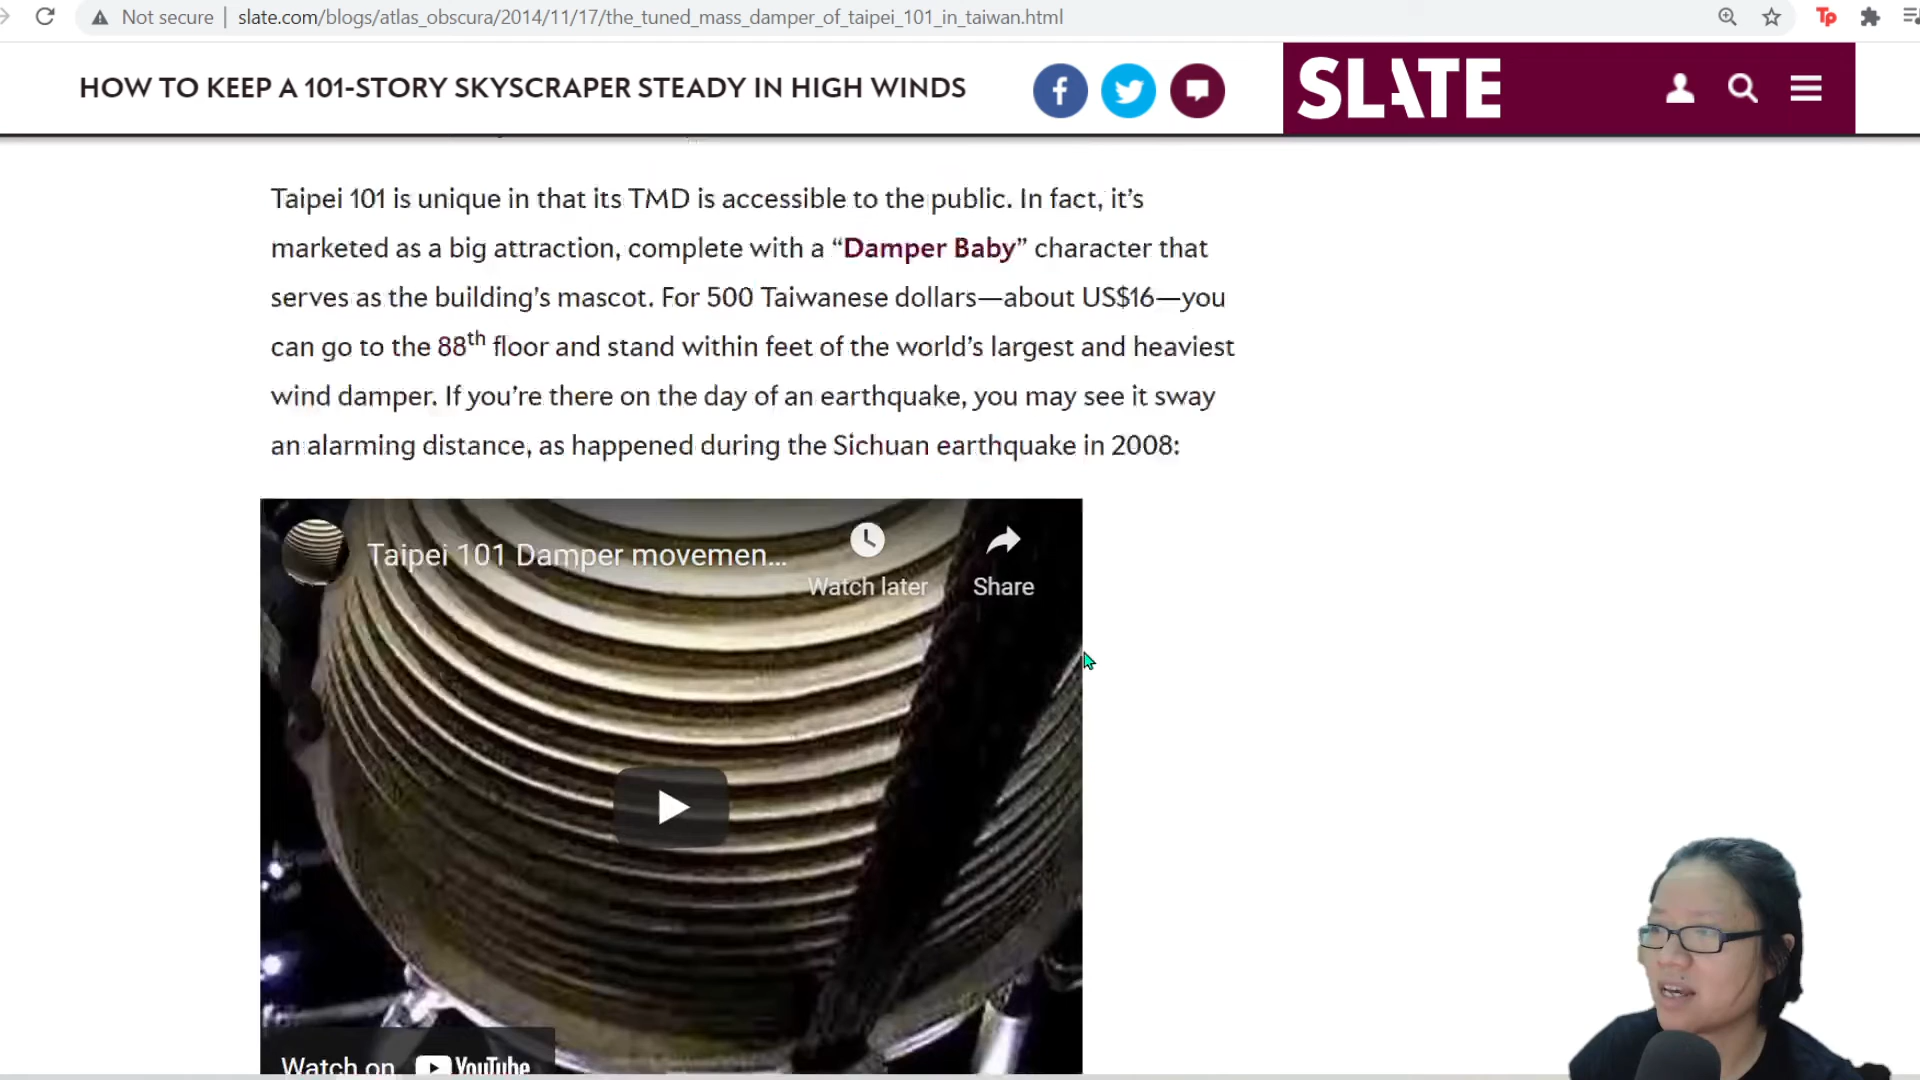 Not secure | slate.com/blogs/atlas_obscura/2014/11/17/the_tuned_mass_damper_of_taipei_101_in_taiwan.html
Tp
HOW TO KEEP A 101-STORY SKYSCRAPER STEADY IN HIGH WINDS
SLATE
Taipei 101 is unique in that its TMD is accessible to the public. In fact, it's
marketed as a big attraction, complete with a “Damper Baby” character that
serves as the building's mascot. For 500 Taiwanese dollars—about US$16—you
can go to the 88th floor and stand within feet of the world's largest and heaviest
wind damper. If you're there on the day of an earthquake, you may see it sway
an alarming distance, as happened during the Sichuan earthquake in 2008:
Taipei 101 Damper movemen...
Watch later
Share
Watch on YouTube